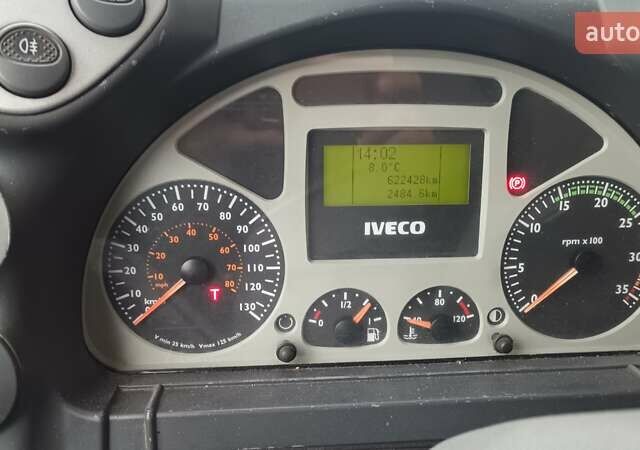 auto
14:02
8.0°C
622428km
2484.6km
IVECO
0 10 20 30 40 50 60 70 80 90 100 110 120 130
km/h
10 20 30 40 50 60 70 80
mph
T
V min 25 km/h Vmax 125 km/h
0 1/2 1
40 80 120
P
0 5 10 15 20 25 30 35
rpm x 100